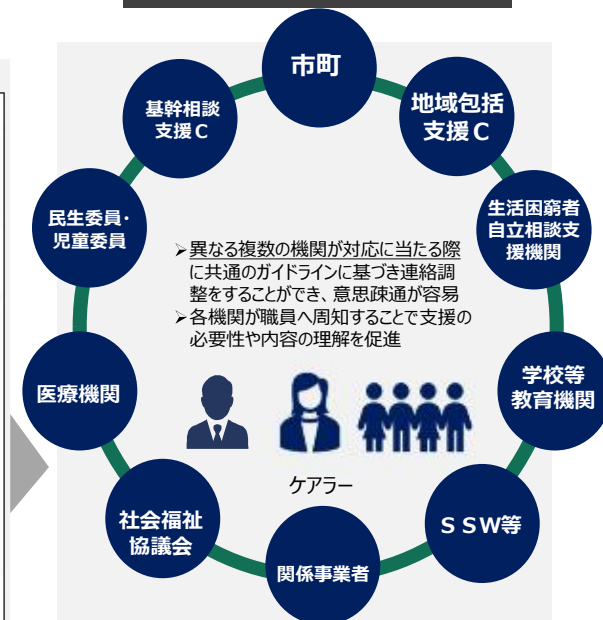 市町
地域包括
支援C
生活困窮者
自立相談支
援機関
学校等
教育機関
SSW等
関係事業者
社会福祉
協議会
医療機関
民生委員・
児童委員
基幹相談
支援C
➢異なる複数の機関が対応に当たる際
に共通のガイドラインに基づき連絡調
整をすることができ、意思疎通が容易
➢各機関が職員へ周知することで支援の
必要性や内容の理解を促進
ケアラー